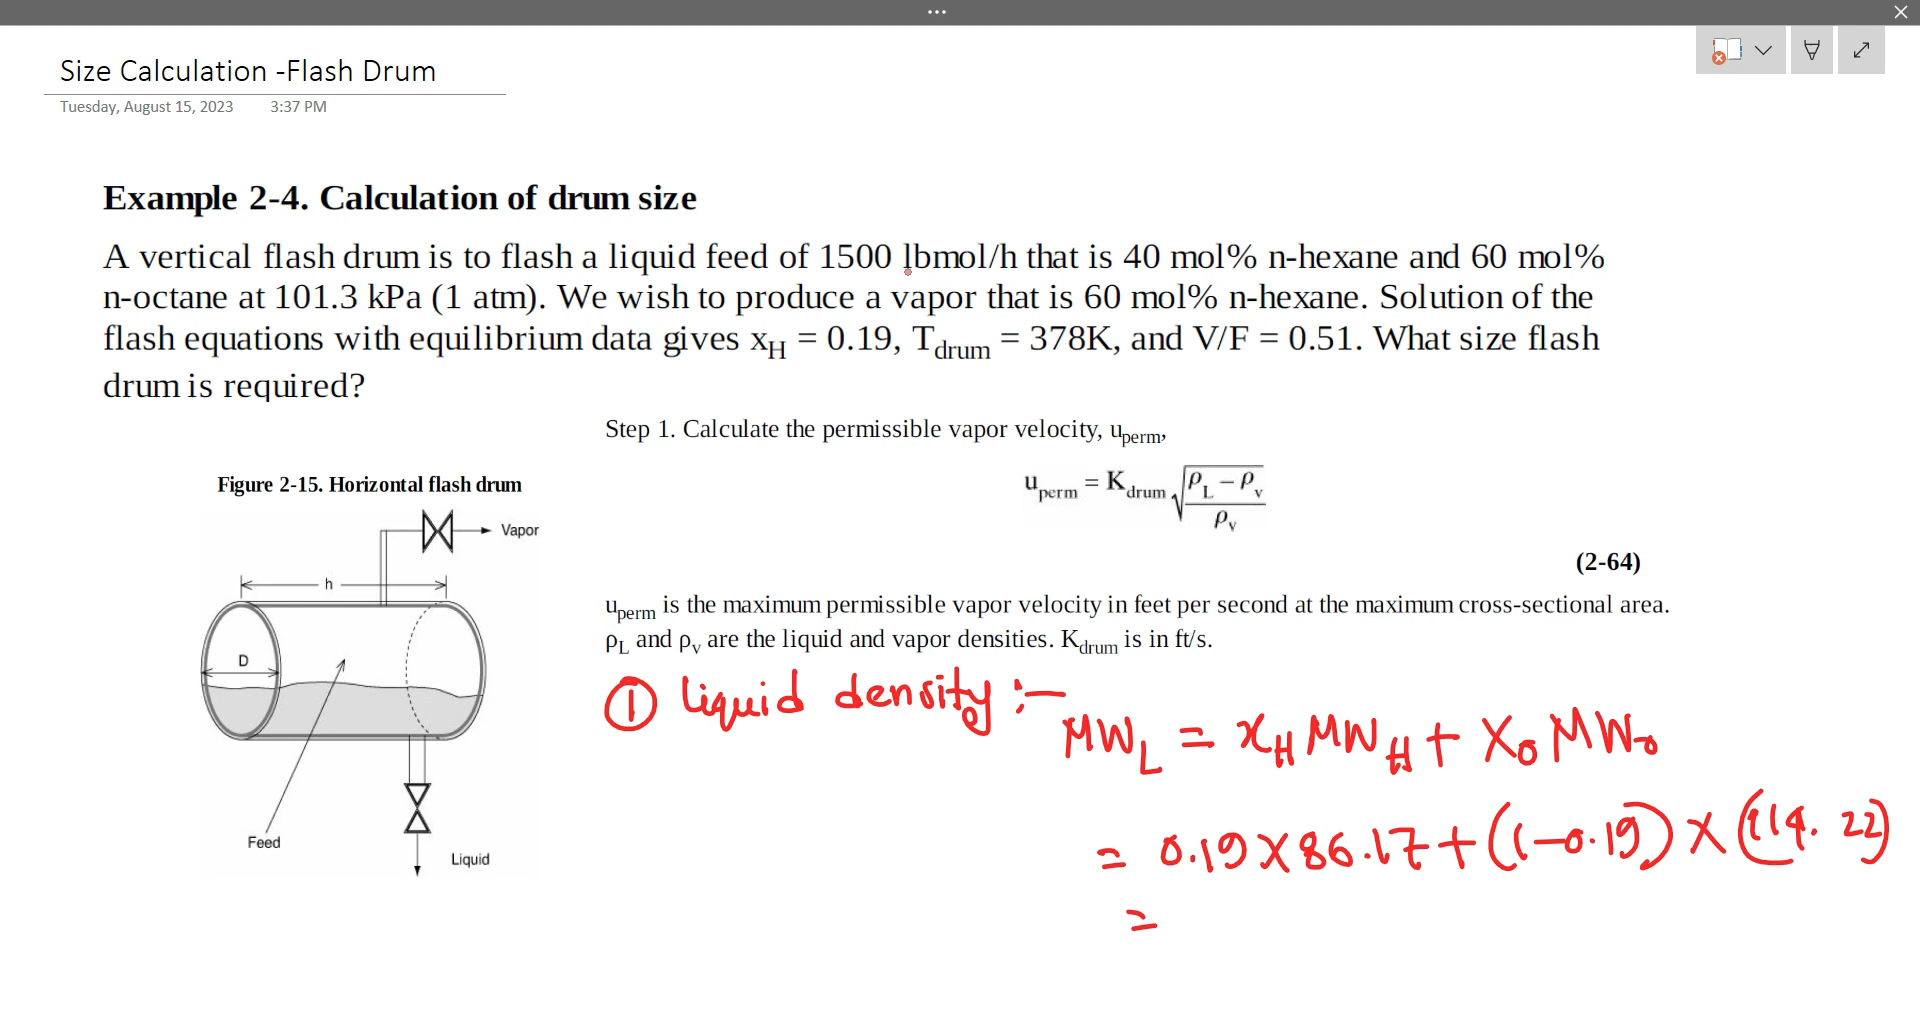 Size Calculation -Flash Drum
Tuesday, August 15, 2023 3:37 PM
Example 2-4. Calculation of drum size
A vertical flash drum is to flash a liquid feed of 1500 lbmol/h that is 40 mol% n-hexane and 60 mol%
n-octane at 101.3 kPa (1 atm). We wish to produce a vapor that is 60 mol% n-hexane. Solution of the
flash equations with equilibrium data gives xH = 0.19, Tdrum = 378K, and V/F = 0.51. What size flash
drum is required?
Step 1. Calculate the permissible vapor velocity, uperm,
uperm = Kdrum √((ρL − ρv)/ρv)
(2-64)
uperm is the maximum permissible vapor velocity in feet per second at the maximum cross-sectional area.
ρL and ρv are the liquid and vapor densities. Kdrum is in ft/s.
Figure 2-15. Horizontal flash drum
Vapor
h
D
Feed
Liquid
① liquid density :-
MWL = xH MWH + XO MWO
= 0.19 X 86.17 + (1-0.19) X (114.22)
=